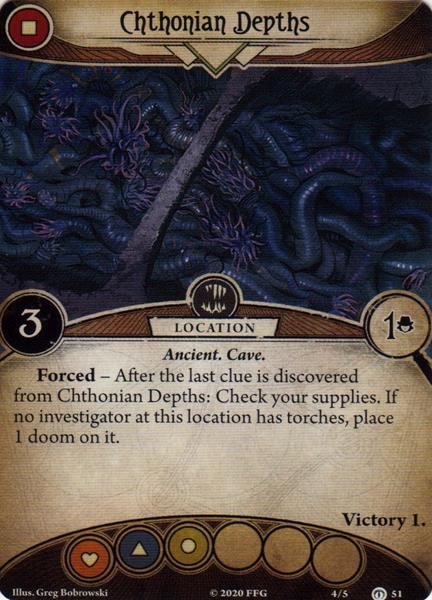 Chthonian Depths
3
LOCATION
1
Ancient. Cave.
Forced – After the last clue is discovered
from Chthonian Depths: Check your supplies. If
no investigator at this location has torches, place
1 doom on it.
Victory 1.
Illus. Greg Bobrowski © 2020 FFG 4/5 51